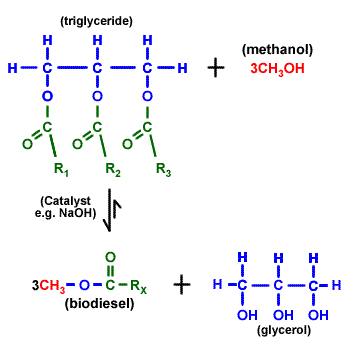 (triglyceride)
H H H
(methanol)
H C C C H + 3CH₃OH
O O O
O C O C O C
R₁ R₂ R₃
(Catalyst
e.g. NaOH)
O
3CH₃ O C Rₓ
(biodiesel)
+
H H H
H C C C H
OH OH OH
(glycerol)